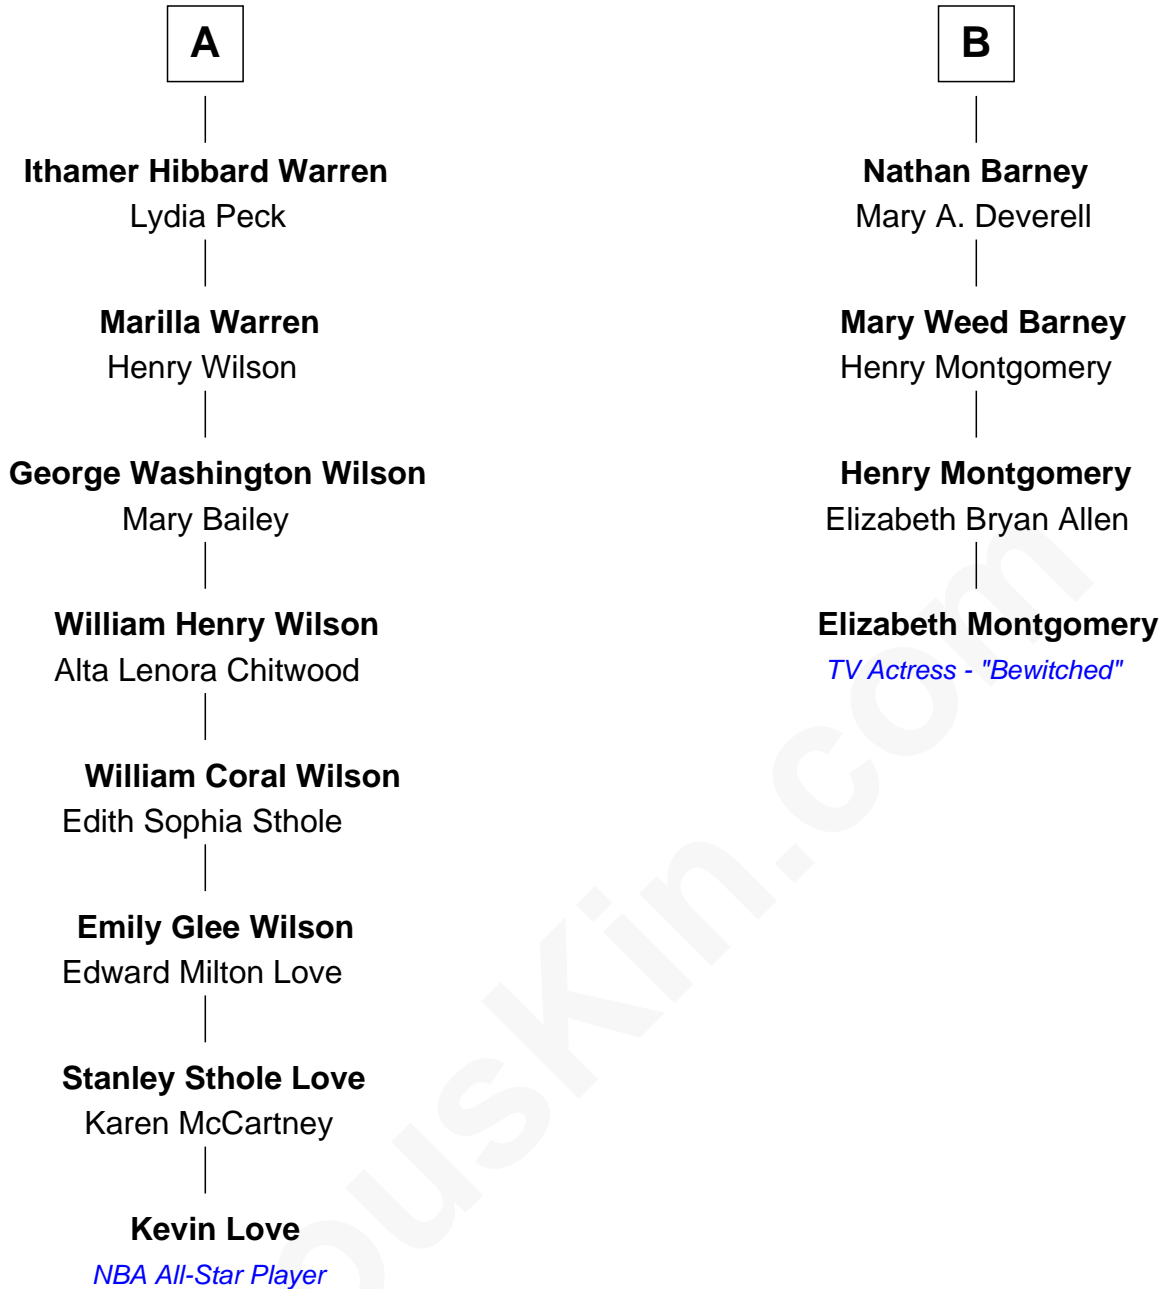 A
Ithamer Hibbard Warren
Lydia Peck
Marilla Warren
Henry Wilson
George Washington Wilson
Mary Bailey
William Henry Wilson
Alta Lenora Chitwood
William Coral Wilson
Edith Sophia Sthole
Emily Glee Wilson
Edward Milton Love
Stanley Sthole Love
Karen McCartney
Kevin Love
NBA All-Star Player
B
Nathan Barney
Mary A. Deverell
Mary Weed Barney
Henry Montgomery
Henry Montgomery
Elizabeth Bryan Allen
Elizabeth Montgomery
TV Actress - "Bewitched"
ousKin.com